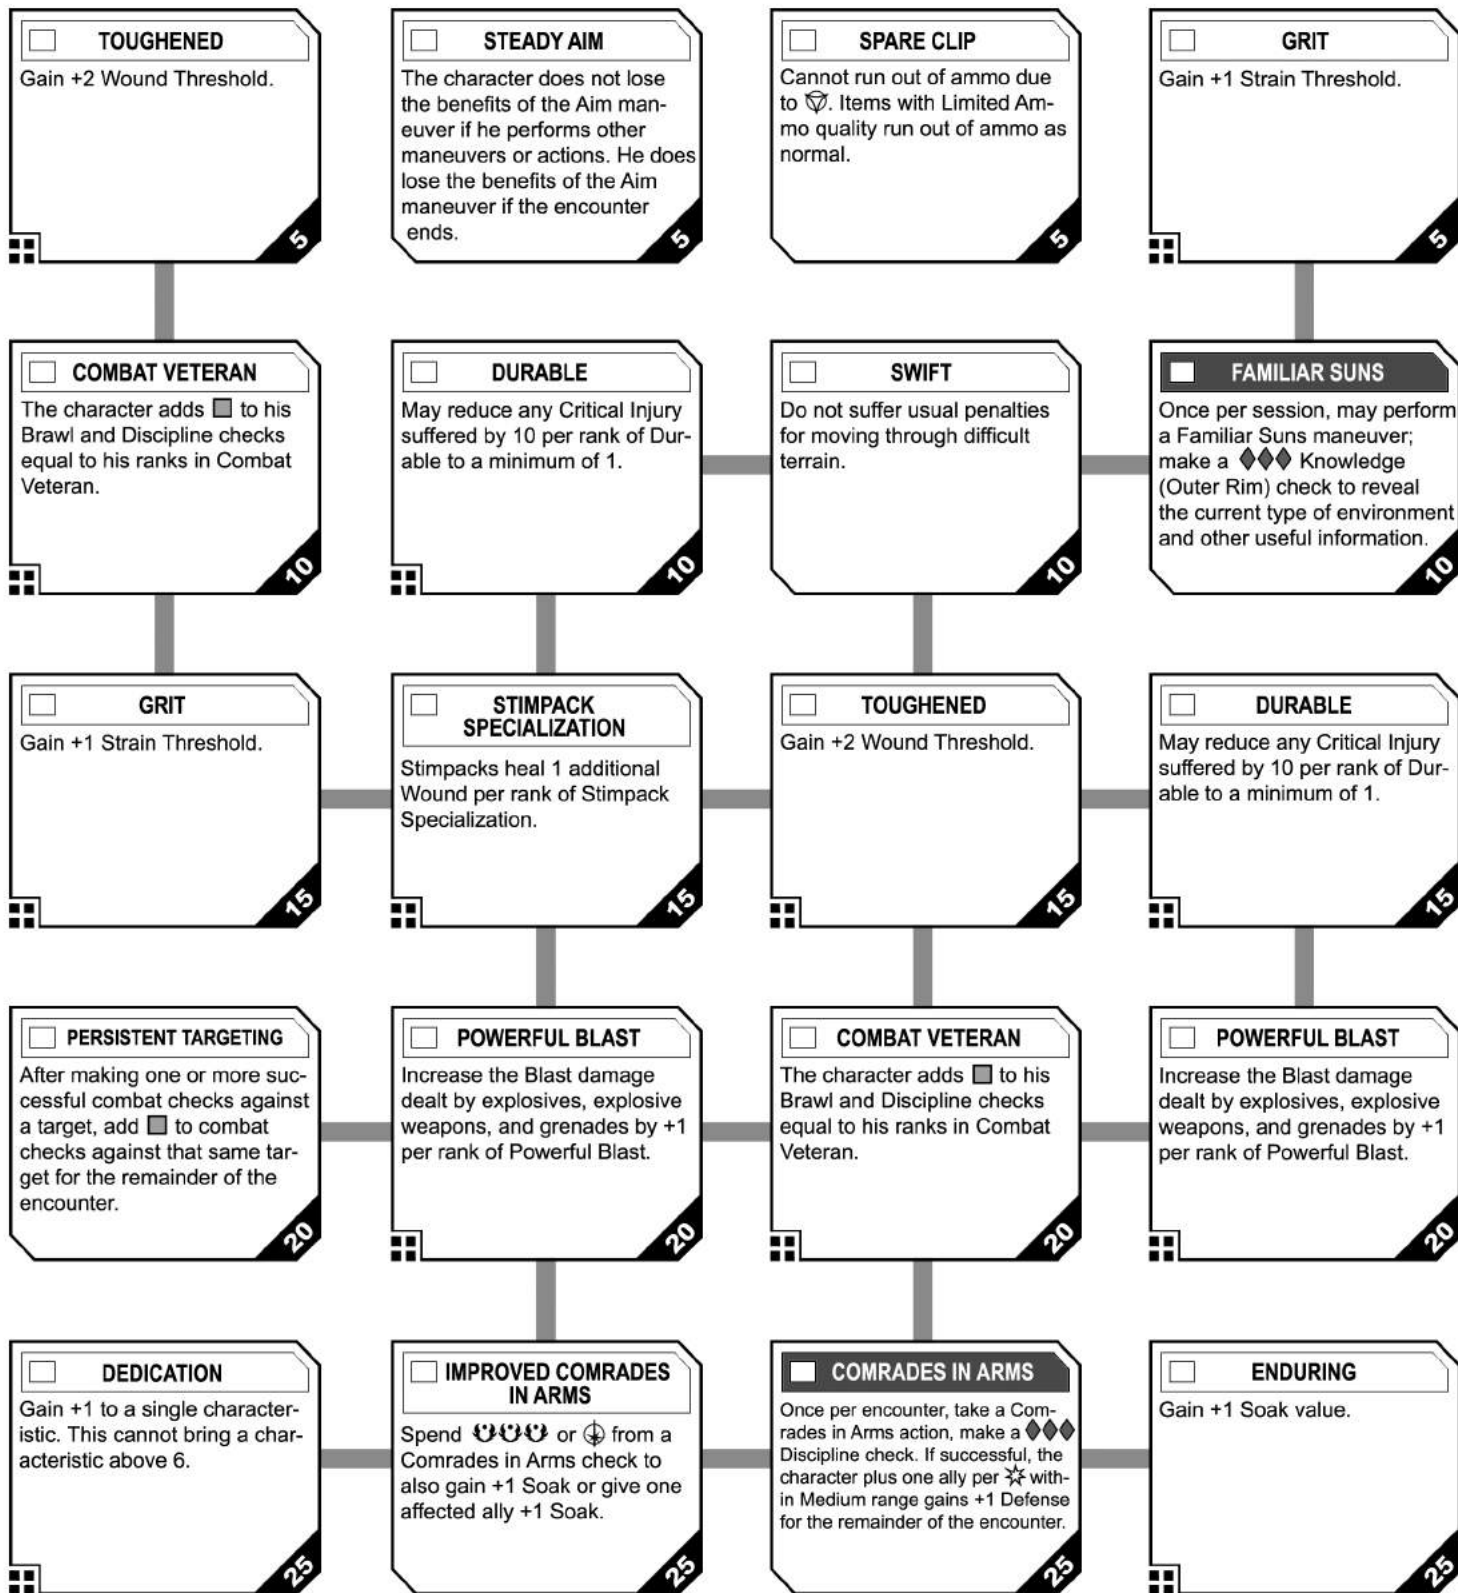 TOUGHENED
Gain +2 Wound Threshold.
5
STEADY AIM
The character does not lose
the benefits of the Aim man-
euver if he performs other
maneuvers or actions. He does
lose the benefits of the Aim
maneuver if the encounter
ends.
5
SPARE CLIP
Cannot run out of ammo due
to . Items with Limited Am-
mo quality run out of ammo as
normal.
5
GRIT
Gain +1 Strain Threshold.
5
COMBAT VETERAN
The character adds to his
Brawl and Discipline checks
equal to his ranks in Combat
Veteran.
10
DURABLE
May reduce any Critical Injury
suffered by 10 per rank of Dur-
able to a minimum of 1.
10
SWIFT
Do not suffer usual penalties
for moving through difficult
terrain.
10
FAMILIAR SUNS
Once per session, may perform
a Familiar Suns maneuver;
make a Knowledge
(Outer Rim) check to reveal
the current type of environment
and other useful information.
10
GRIT
Gain +1 Strain Threshold.
15
STIMPACK
SPECIALIZATION
Stimpacks heal 1 additional
Wound per rank of Stimpack
Specialization.
15
TOUGHENED
Gain +2 Wound Threshold.
15
DURABLE
May reduce any Critical Injury
suffered by 10 per rank of Dur-
able to a minimum of 1.
15
PERSISTENT TARGETING
After making one or more suc-
cessful combat checks against
a target, add to combat
checks against that same tar-
get for the remainder of the
encounter.
20
POWERFUL BLAST
Increase the Blast damage
dealt by explosives, explosive
weapons, and grenades by +1
per rank of Powerful Blast.
20
COMBAT VETERAN
The character adds to his
Brawl and Discipline checks
equal to his ranks in Combat
Veteran.
20
POWERFUL BLAST
Increase the Blast damage
dealt by explosives, explosive
weapons, and grenades by +1
per rank of Powerful Blast.
20
DEDICATION
Gain +1 to a single character-
istic. This cannot bring a char-
acteristic above 6.
25
IMPROVED COMRADES
IN ARMS
Spend or from a
Comrades in Arms check to
also gain +1 Soak or give one
affected ally +1 Soak.
25
COMRADES IN ARMS
Once per encounter, take a Com-
rades in Arms action, make a
Discipline check. If successful, the
character plus one ally per with-
in Medium range gains +1 Defense
for the remainder of the encounter.
25
ENDURING
Gain +1 Soak value.
25